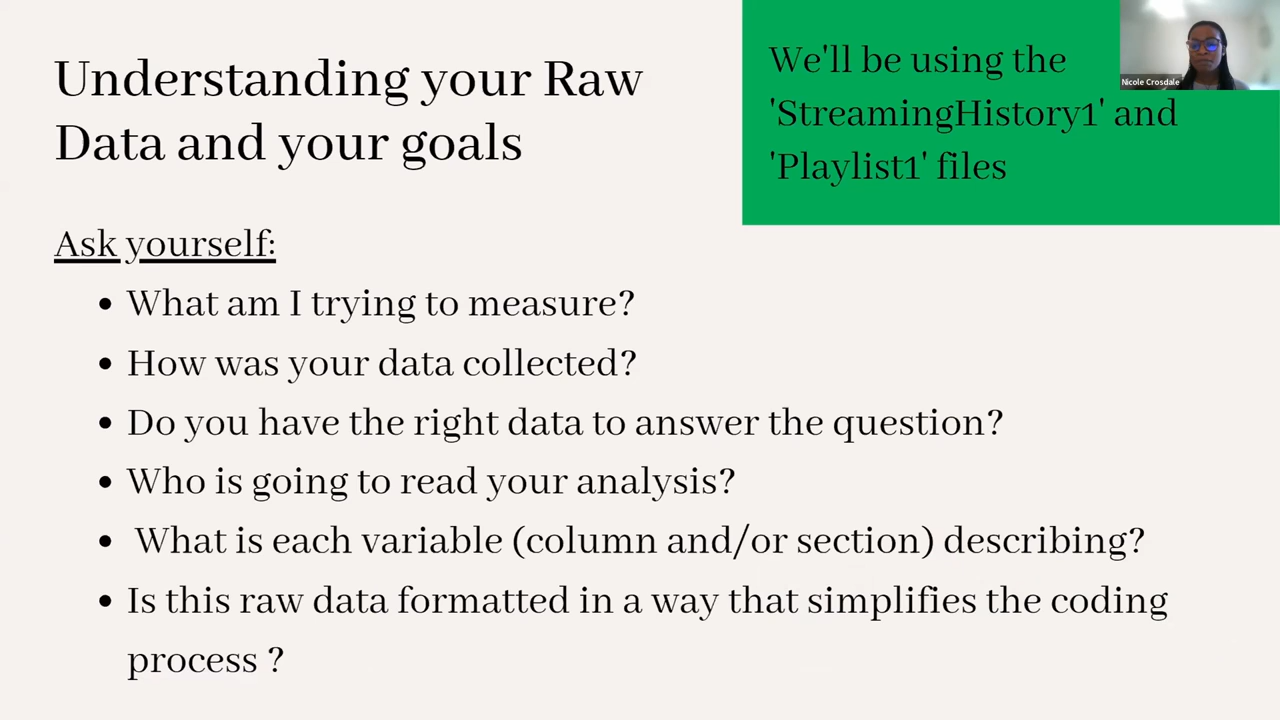 Understanding your Raw
Data and your goals
We'll be using the
'StreamingHistory1' and
'Playlist1' files
Nicole Crosdale
Ask yourself:
• What am I trying to measure?
• How was your data collected?
• Do you have the right data to answer the question?
• Who is going to read your analysis?
• What is each variable (column and/or section) describing?
• Is this raw data formatted in a way that simplifies the coding
process ?